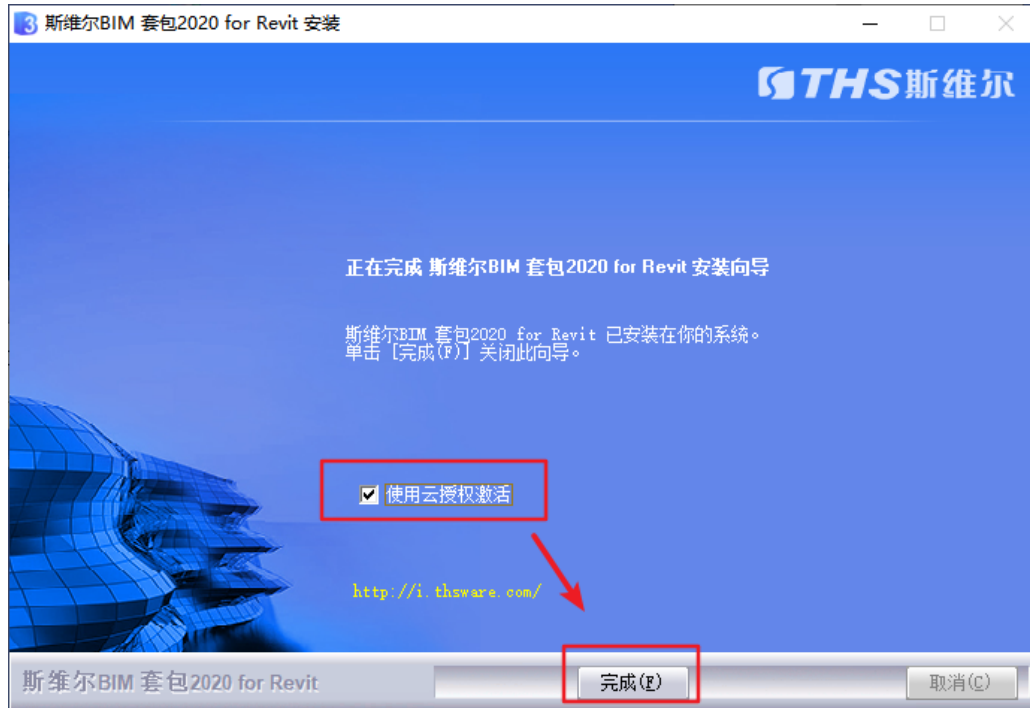 斯维尔BIM 套包2020 for Revit 安装
THS斯维尔
正在完成 斯维尔BIM 套包2020 for Revit 安装向导
斯维尔BIM 套包2020 for Revit 已安装在你的系统。
单击 [完成(F)] 关闭此向导。
使用云授权激活
http://i.thsware.com/
斯维尔BIM 套包2020 for Revit
完成(F)
取消(C)